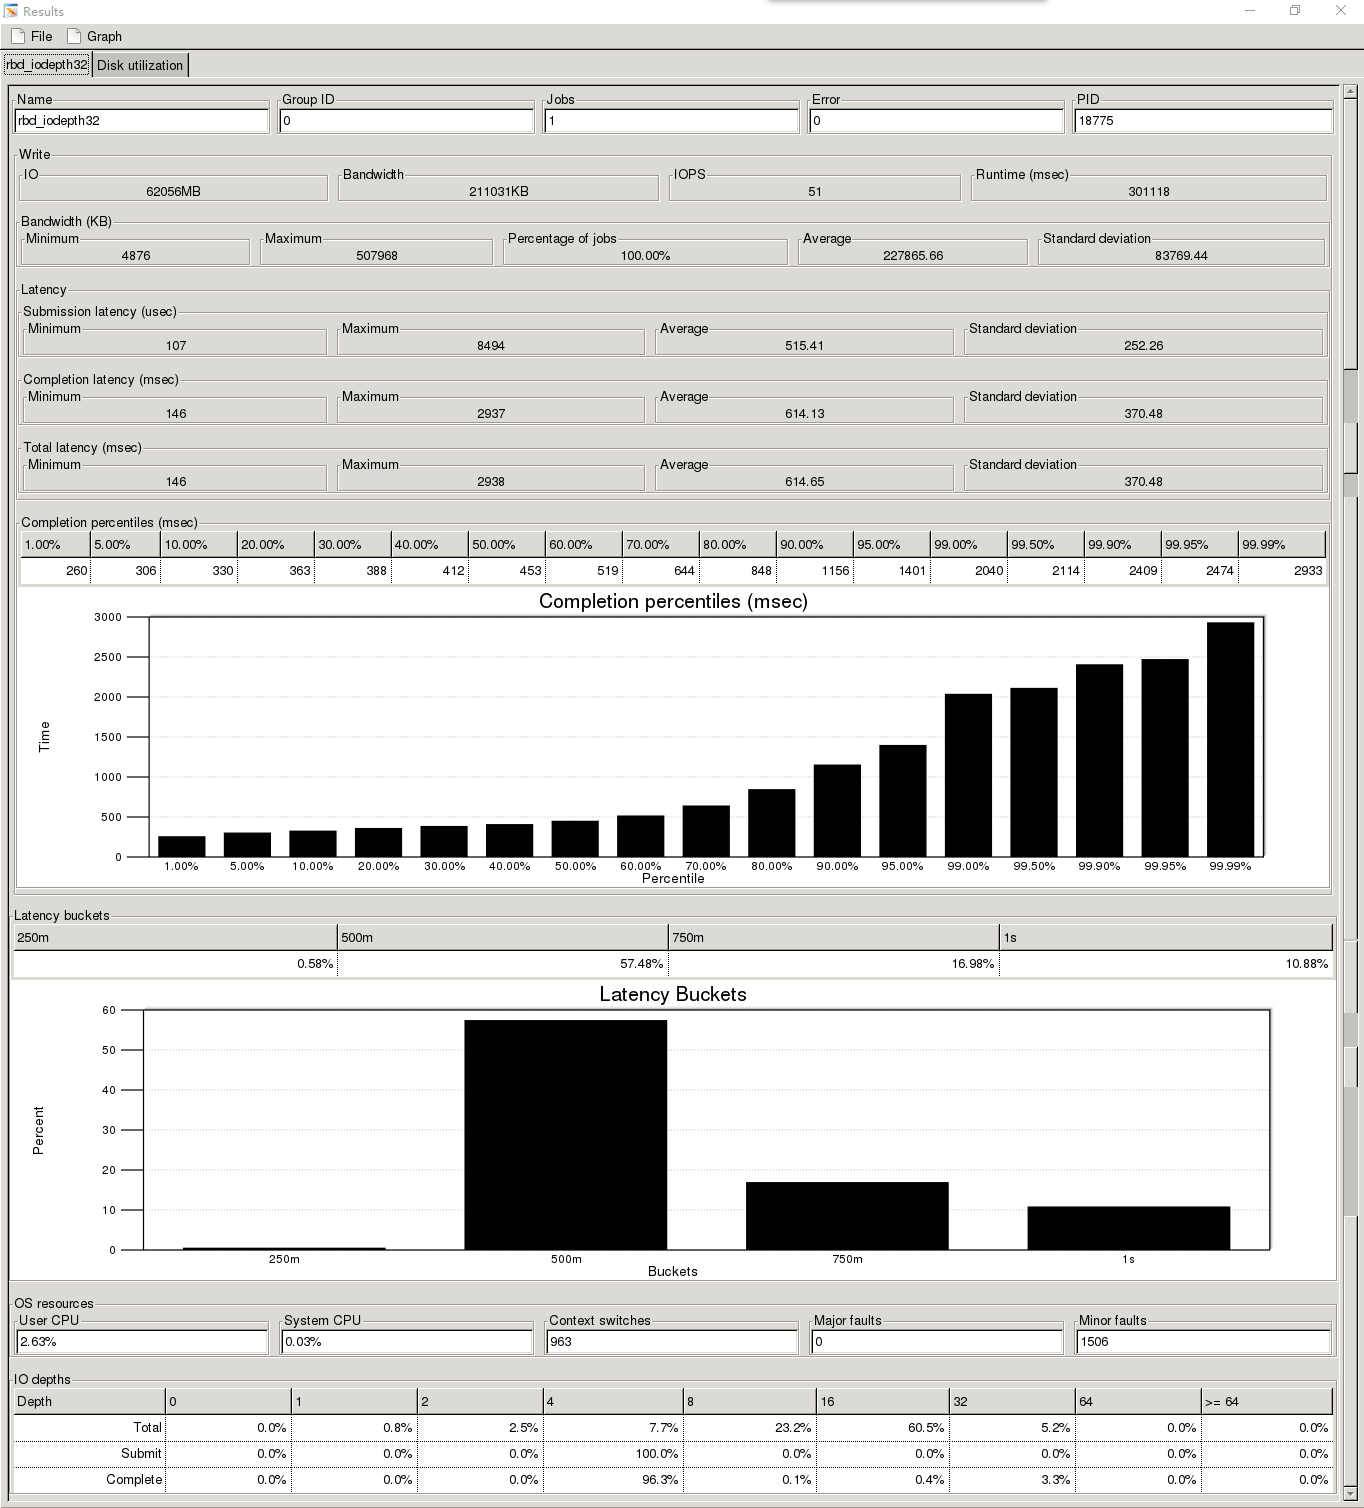 Results
File Graph
rbd_iodepth32 Disk utilization
Name Group ID Jobs Error PID
rbd_iodepth32 0 1 0 18775
Write
IO Bandwidth IOPS Runtime (msec)
62056MB 211031KB 51 301118
Bandwidth (KB)
Minimum Maximum Percentage of jobs Average Standard deviation
4876 507968 100.00% 227865.66 83769.44
Latency
Submission latency (usec)
Minimum Maximum Average Standard deviation
107 8494 515.41 252.26
Completion latency (msec)
Minimum Maximum Average Standard deviation
146 2937 614.13 370.48
Total latency (msec)
Minimum Maximum Average Standard deviation
146 2938 614.65 370.48
Completion percentiles (msec)
1.00% 5.00% 10.00% 20.00% 30.00% 40.00% 50.00% 60.00% 70.00% 80.00% 90.00% 95.00% 99.00% 99.50% 99.90% 99.95% 99.99%
260 306 330 363 388 412 453 519 644 848 1156 1401 2040 2114 2409 2474 2933
Completion percentiles (msec)
3000
2500
2000
Time
1500
1000
500
0
1.00% 5.00% 10.00% 20.00% 30.00% 40.00% 50.00% 60.00% 70.00% 80.00% 90.00% 95.00% 99.00% 99.50% 99.90% 99.95% 99.99%
Percentile
Latency buckets
250m 500m 750m 1s
0.58% 57.48% 16.98% 10.88%
Latency Buckets
60
50
40
Percent
30
20
10
0
250m 500m 750m 1s
Buckets
OS resources
User CPU System CPU Context switches Major faults Minor faults
2.63% 0.03% 963 0 1506
IO depths
Depth 0 1 2 4 8 16 32 64 >= 64
Total 0.0% 0.8% 2.5% 7.7% 23.2% 60.5% 5.2% 0.0% 0.0%
Submit 0.0% 0.0% 0.0% 100.0% 0.0% 0.0% 0.0% 0.0% 0.0%
Complete 0.0% 0.0% 0.0% 96.3% 0.1% 0.4% 3.3% 0.0% 0.0%